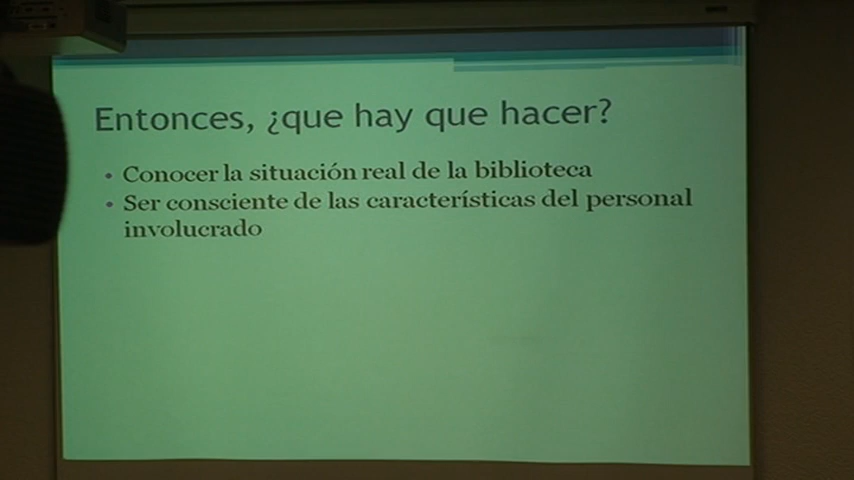 Entonces, ¿que hay que hacer?
• Conocer la situación real de la biblioteca
• Ser consciente de las características del personal
involucrado